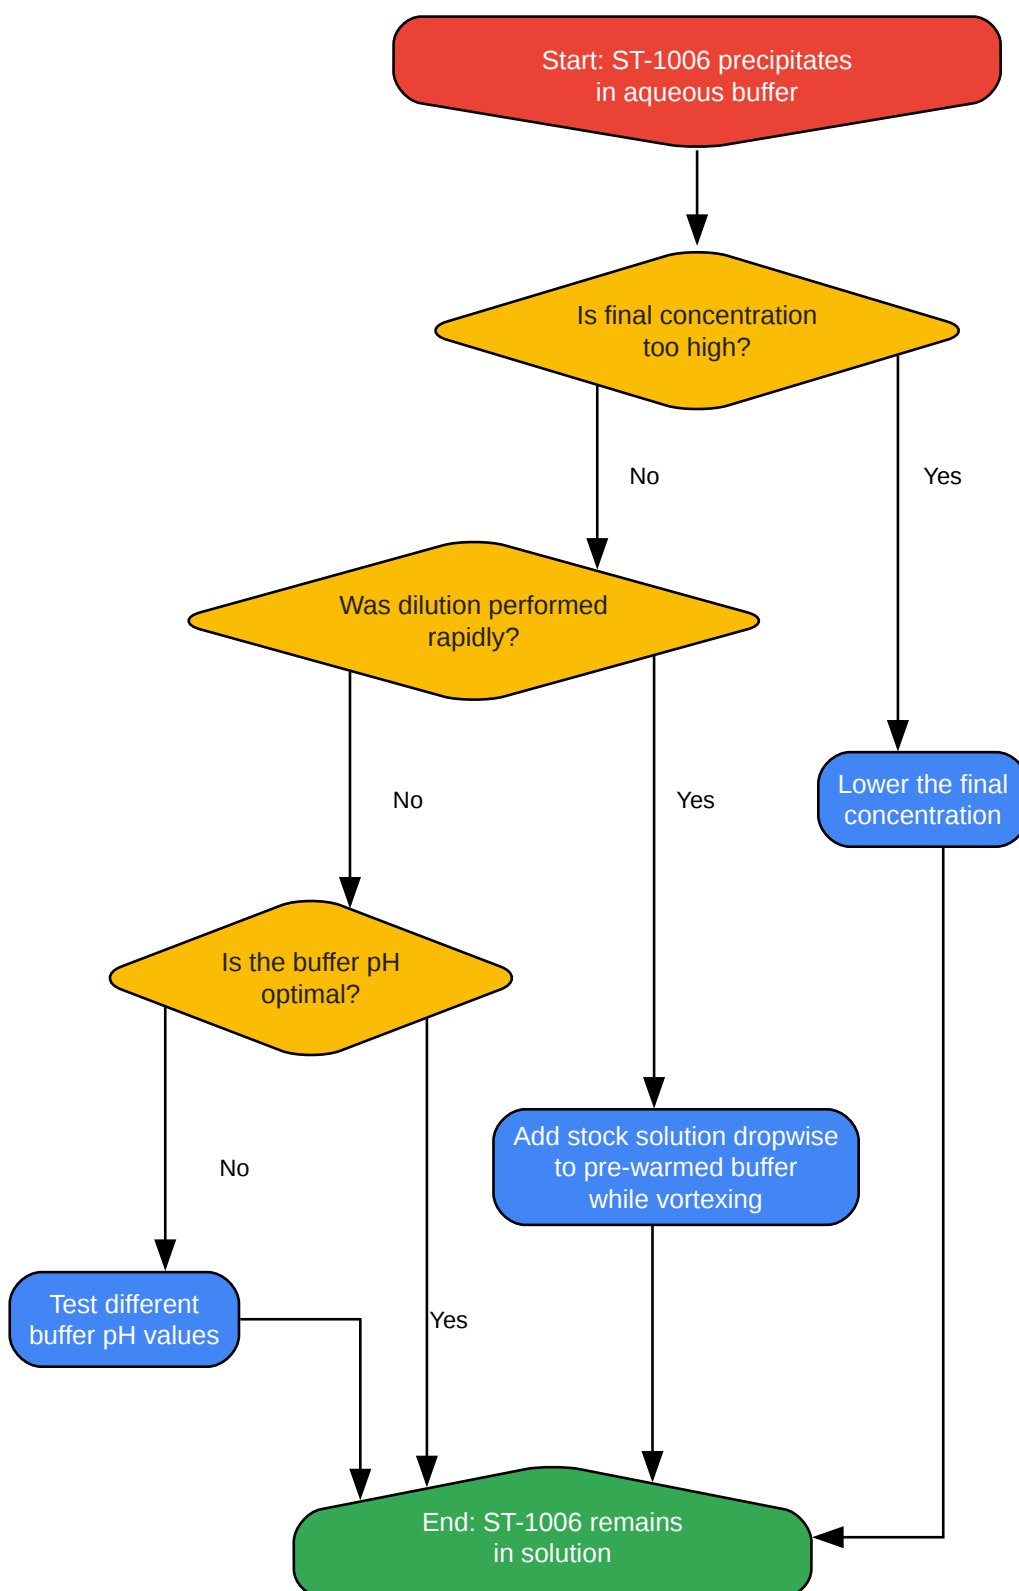 Start: ST-1006 precipitates
in aqueous buffer
Is final concentration
too high?
No
Yes
Was dilution performed
rapidly?
No
Yes
Lower the final
concentration
Is the buffer pH
optimal?
Add stock solution dropwise
to pre-warmed buffer
while vortexing
No
Yes
Test different
buffer pH values
End: ST-1006 remains
in solution